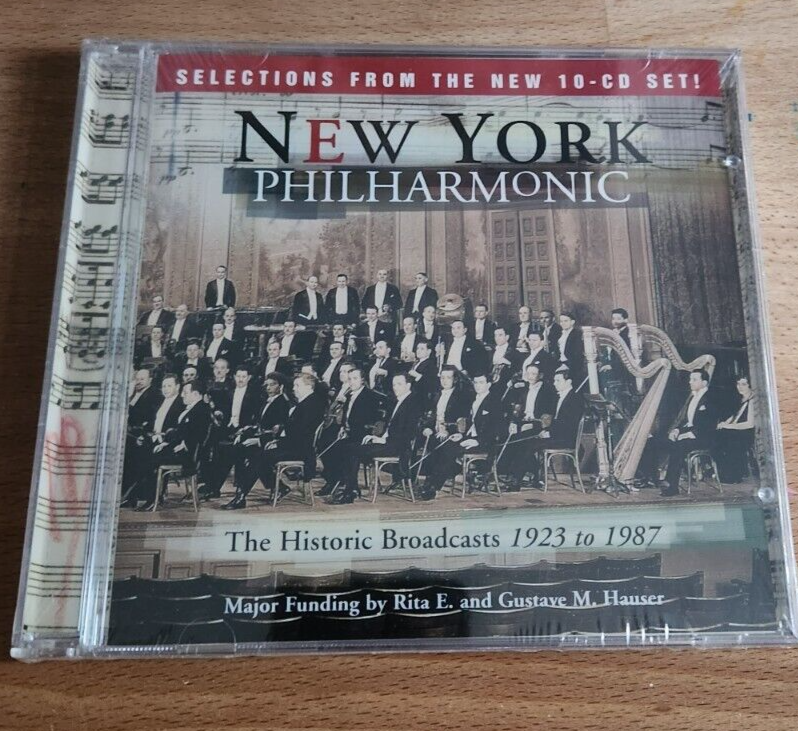 SELECTIONS FROM THE NEW 10-CD SET!
NEW YORK
PHILHARMONIC
The Historic Broadcasts 1923 to 1987
Major Funding by Rita E. and Gustave M. Hauser